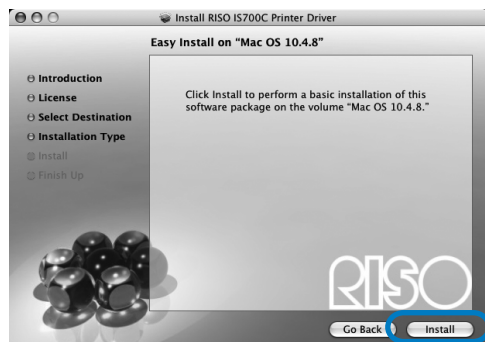 Install RISO IS700C Printer Driver
Easy Install on “Mac OS 10.4.8”
Introduction
License
Select Destination
Installation Type
Install
Finish Up
Click Install to perform a basic installation of this
software package on the volume “Mac OS 10.4.8.”
RISO
Go Back
Install